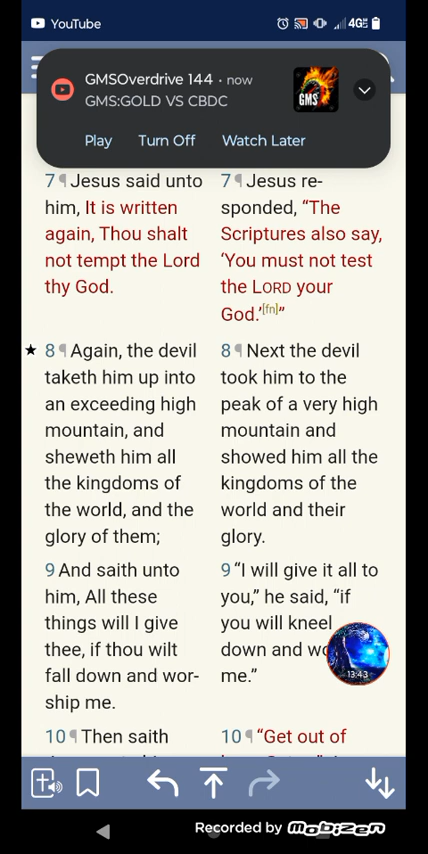 YouTube
4G
GMSOverdrive 144 • now
GMS:GOLD VS CBDC
GMS
Play Turn Off Watch Later
7 ¶ Jesus said unto
him, It is written
again, Thou shalt
not tempt the Lord
thy God.
★ 8 ¶ Again, the devil
taketh him up into
an exceeding high
mountain, and
sheweth him all
the kingdoms of
the world, and the
glory of them;
9 And saith unto
him, All these
things will I give
thee, if thou wilt
fall down and wor-
ship me.
10 ¶ Then saith
7 ¶ Jesus re-
sponded, “The
Scriptures also say,
‘You must not test
the LORD your
God.’[fn]”
8 ¶ Next the devil
took him to the
peak of a very high
mountain and
showed him all the
kingdoms of the
world and their
glory.
9 “I will give it all to
you,” he said, “if
you will kneel
down and wo
me.”
10 ¶ “Get out of
13:43
Recorded by Mobizen